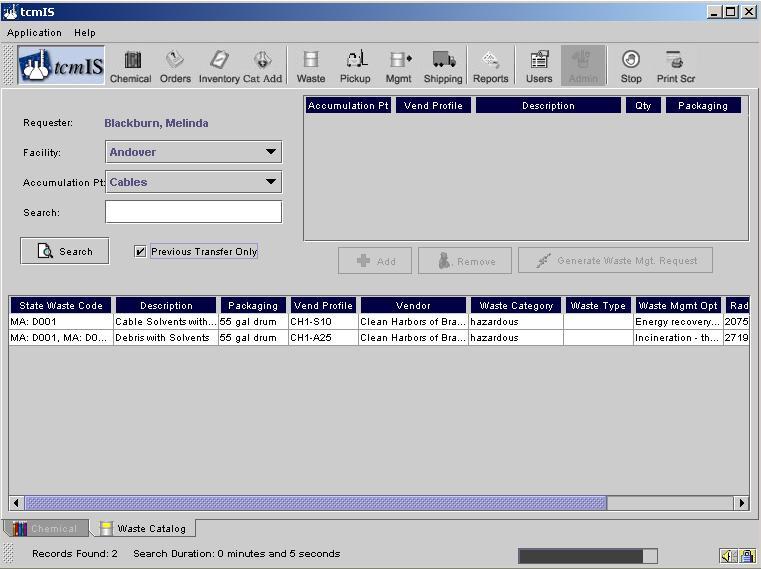 tcmIS
Application Help
tcmIS Chemical Orders Inventory Cat Add Waste Pickup Mgmt Shipping Reports Users Admin Stop Print Scr
Requester: Blackburn, Melinda
Facility: Andover
Accumulation Pt: Cables
Search:
Search Previous Transfer Only
Accumulation Pt Vend Profile Description Qty Packaging
Add Remove Generate Waste Mgt. Request
State Waste Code Description Packaging Vend Profile Vendor Waste Category Waste Type Waste Mgmt Opt Rad
MA: D001 Cable Solvents with... 55 gal drum CH1-S10 Clean Harbors of Bra... hazardous Energy recovery... 2075
MA: D001, MA: D0... Debris with Solvents 55 gal drum CH1-A25 Clean Harbors of Bra... hazardous Incineration - th... 2719
Chemical Waste Catalog
Records Found: 2 Search Duration: 0 minutes and 5 seconds